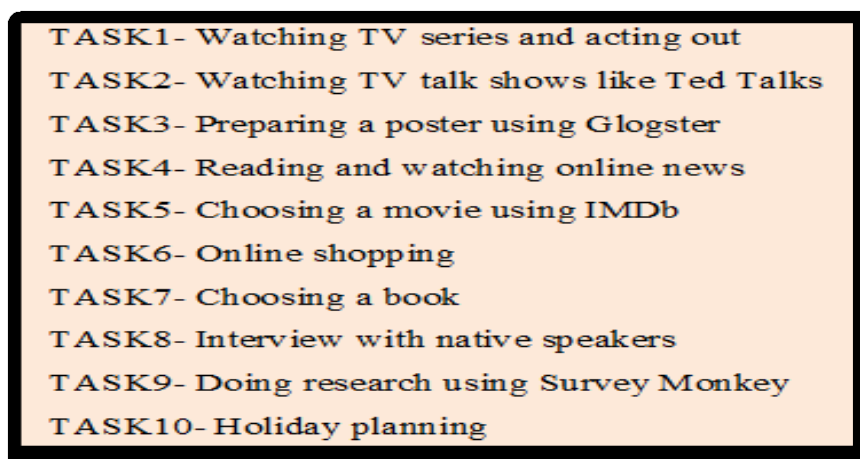 TASK1- Watching TV series and acting out
TASK2- Watching TV talk shows like Ted Talks
TASK3- Preparing a poster using Glogster
TASK4- Reading and watching online news
TASK5- Choosing a movie using IMDb
TASK6- Online shopping
TASK7- Choosing a book
TASK8- Interview with native speakers
TASK9- Doing research using Survey Monkey
TASK10- Holiday planning